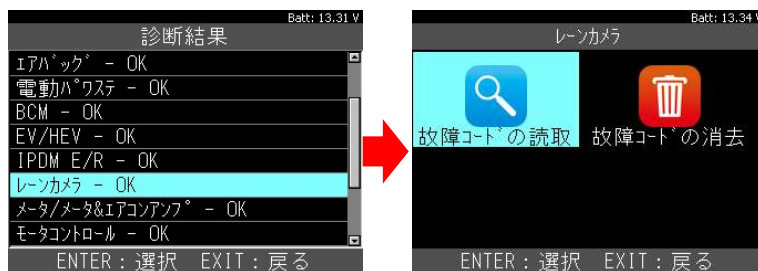 Batt: 13.31 V
診断結果
ｴｱﾊﾞｯｸﾞ - OK
電動ﾊﾟﾜｽﾃ - OK
BCM - OK
EV/HEV - OK
IPDM E/R - OK
ﾚｰﾝｶﾒﾗ - OK
ﾒｰﾀ/ﾒｰﾀ&ｴｱｺﾝｱﾝﾌﾟ - OK
ﾓｰﾀｺﾝﾄﾛｰﾙ - OK
ENTER：選択 EXIT：戻る
Batt: 13.34 V
ﾚｰﾝｶﾒﾗ
故障ｺｰﾄﾞの読取 故障ｺｰﾄﾞの消去
ENTER：選択 EXIT：戻る